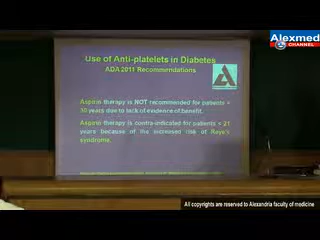 Alexmed
CHANNEL
Use of Anti-platelets in Diabetes
ADA 2011 Recommendations
Aspirin therapy is NOT recommended for patients <
30 years due to lack of evidence of benefit.
Aspirin therapy is contra-indicated for patients < 21
years because of the increased risk of Reye's
syndrome.
All copyrights are reserved to Alexandria faculty of medicine